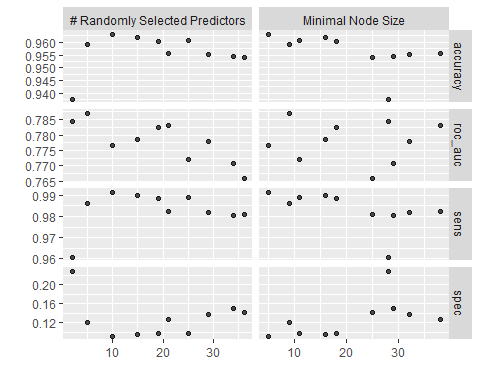 # Randomly Selected Predictors
Minimal Node Size
0.960
0.955
0.950
0.945
0.940
accuracy
0.785
0.780
0.775
0.770
0.765
roc_auc
0.99
0.98
0.97
0.96
sens
0.20
0.16
0.12
spec
10 20 30 10 20 30